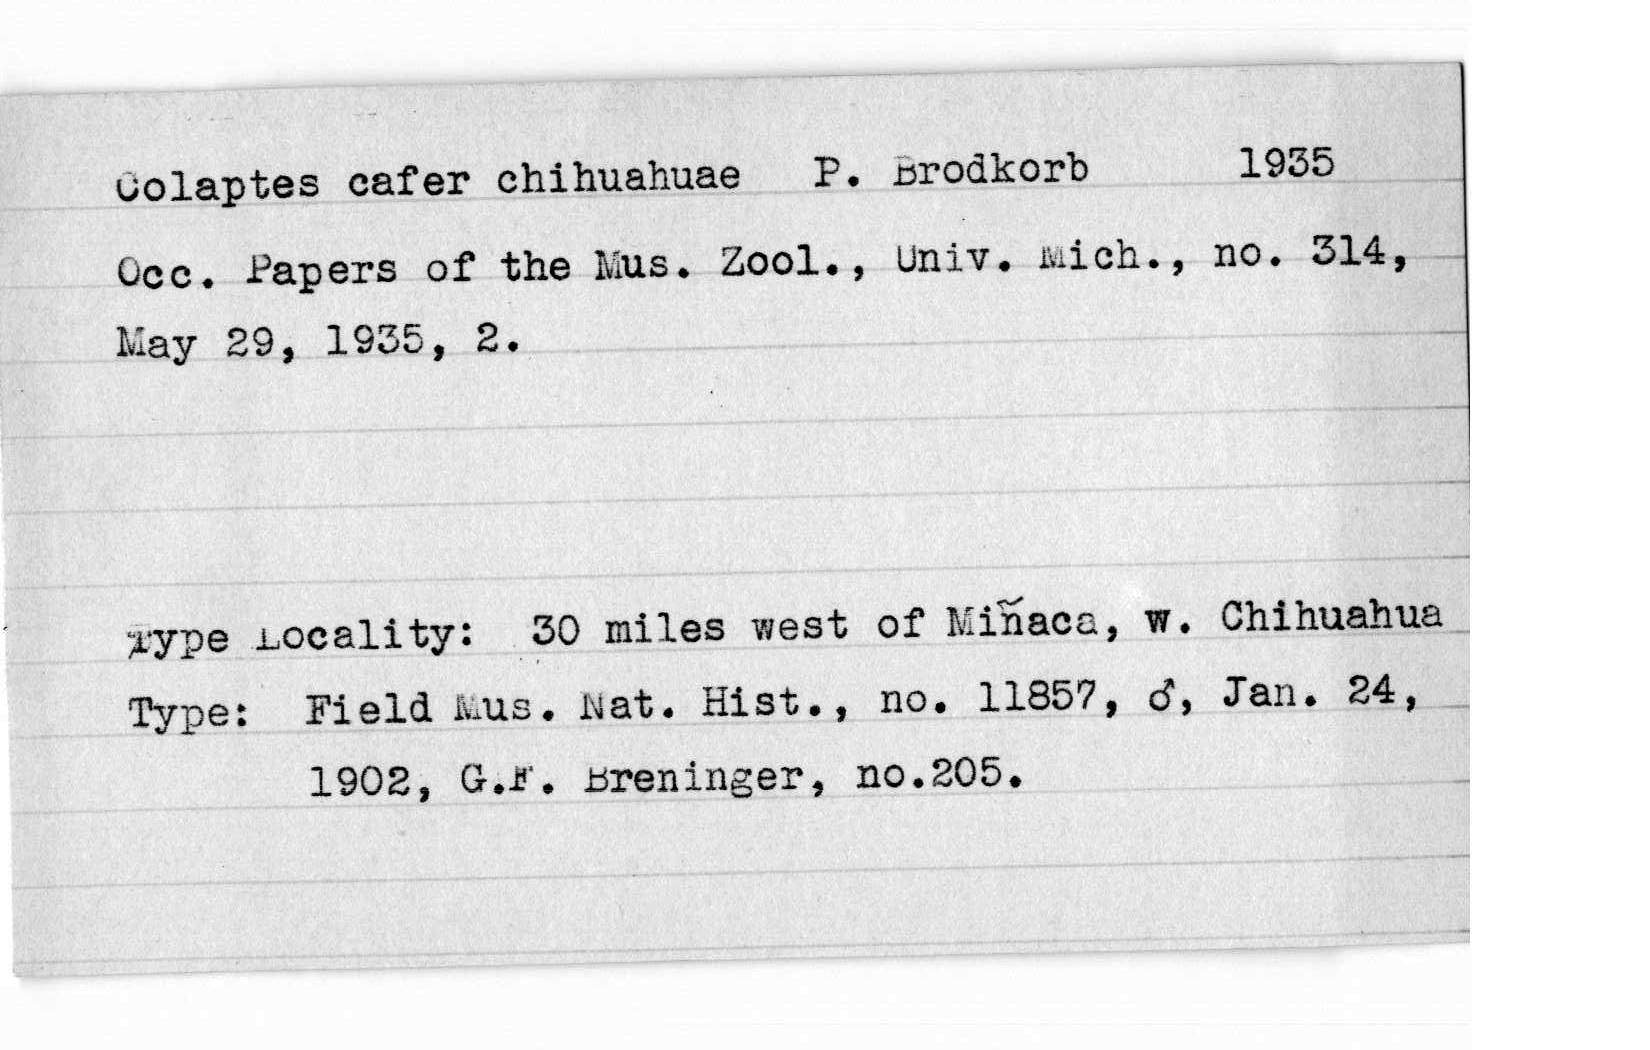 Colaptes cafer chihuahuae P. Brodkorb 1935
Occ. Papers of the Mus. Zool., Univ. Mich., no. 314,
May 29, 1935, 2.
Type Locality: 30 miles west of Miñaca, w. Chihuahua
Type: Field Mus. Nat. Hist., no. 11857, ♂, Jan. 24,
1902, G.F. Breninger, no.205.